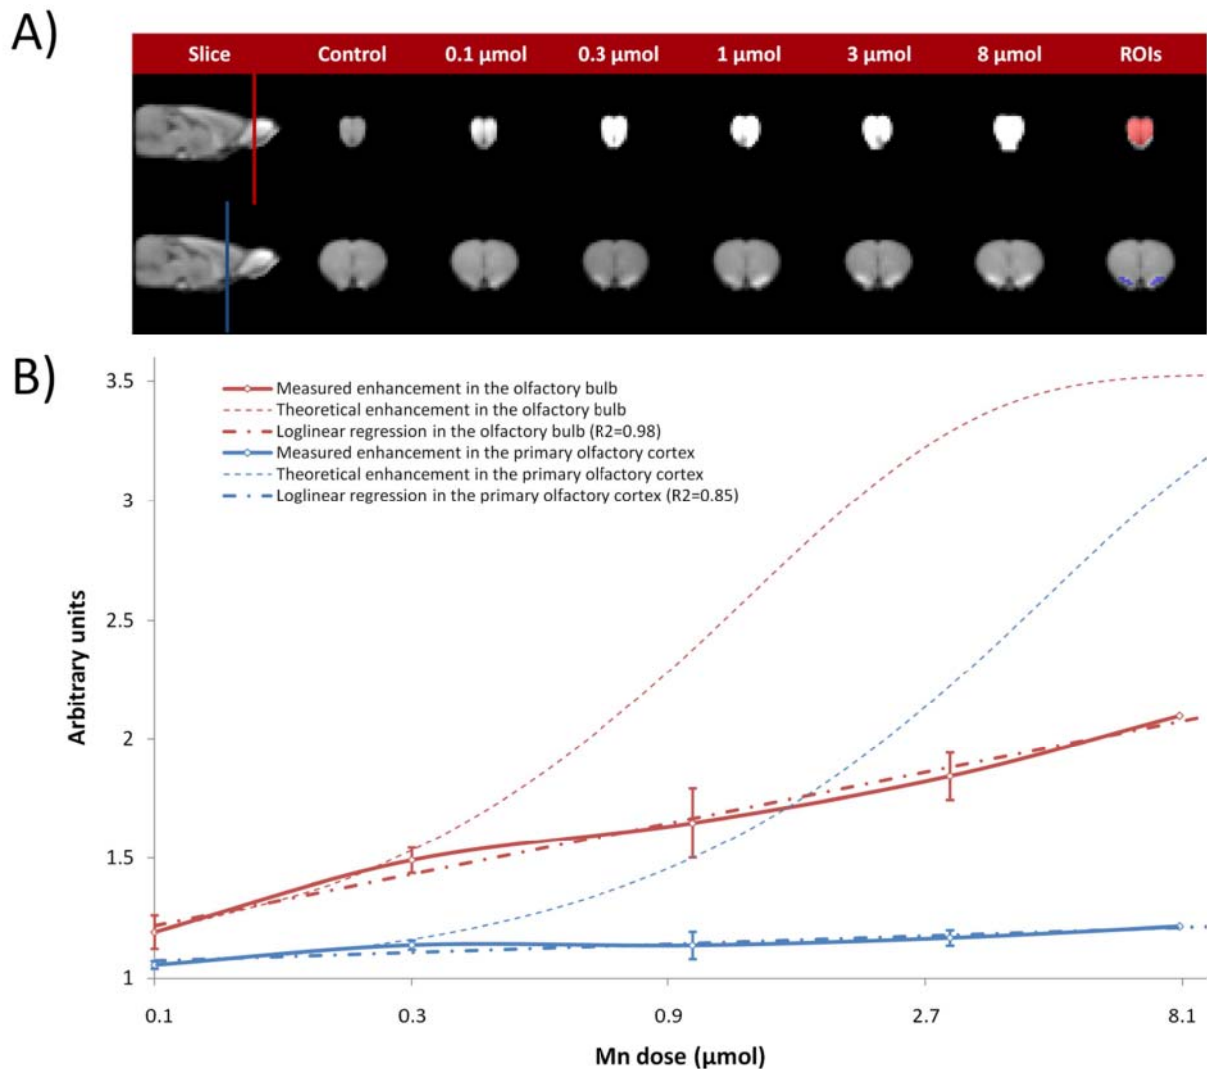 A)
Slice Control 0.1 µmol 0.3 µmol 1 µmol 3 µmol 8 µmol ROIs
B)
Measured enhancement in the olfactory bulb
Theoretical enhancement in the olfactory bulb
Loglinear regression in the olfactory bulb (R2=0.98)
Measured enhancement in the primary olfactory cortex
Theoretical enhancement in the primary olfactory cortex
Loglinear regression in the primary olfactory cortex (R2=0.85)
3.5
3
2.5
2
1.5
1
Arbitrary units
0.1 0.3 0.9 2.7 8.1
Mn dose (µmol)